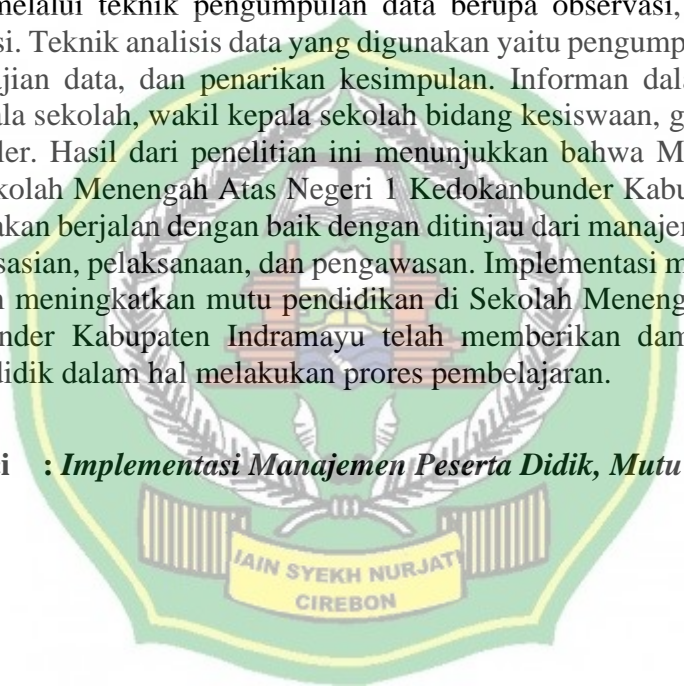 melalui teknik pengumpulan data berupa observasi,
si. Teknik analisis data yang digunakan yaitu pengump
jian data, dan penarikan kesimpulan. Informan dala
la sekolah, wakil kepala sekolah bidang kesiswaan, g
ler. Hasil dari penelitian ini menunjukkan bahwa M
kolah Menengah Atas Negeri 1 Kedokanbunder Kabu
akan berjalan dengan baik dengan ditinjau dari manajer
sasian, pelaksanaan, dan pengawasan. Implementasi m
n meningkatkan mutu pendidikan di Sekolah Meneng
nder Kabupaten Indramayu telah memberikan dam
didik dalam hal melakukan prores pembelajaran.
i : Implementasi Manajemen Peserta Didik, Mutu
IAIN SYEKH NURJATI
CIREBON